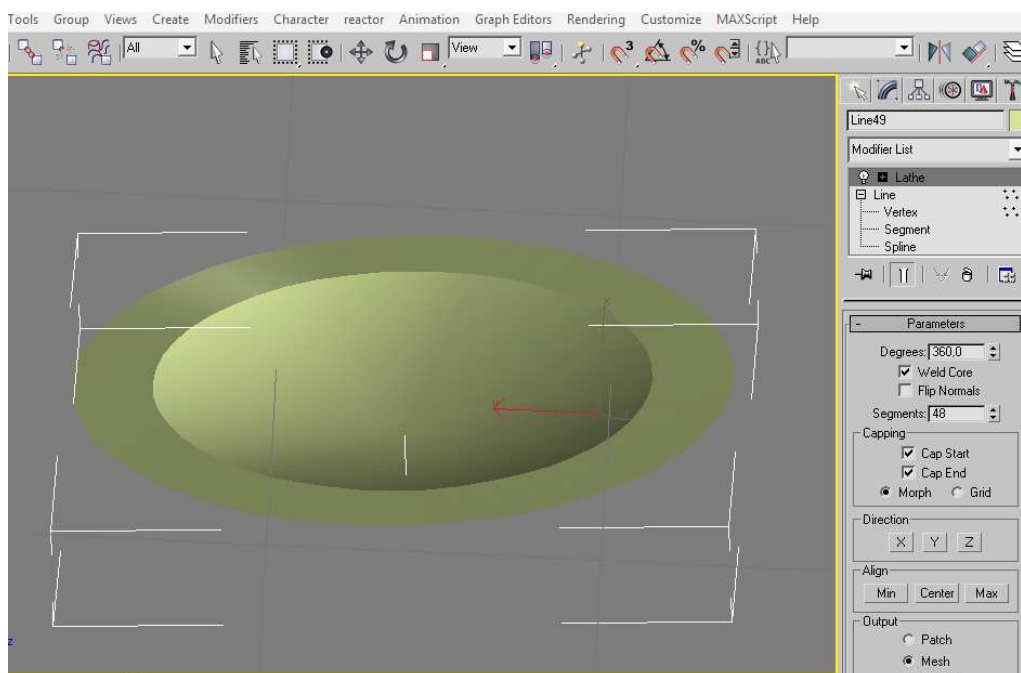 Tools Group Views Create Modifiers Character reactor Animation Graph Editors Rendering Customize MAXScript Help
All
View
3
%
{}
ABC
Line49
Modifier List
Lathe
Line
Vertex
Segment
Spline
Parameters
Degrees: 360,0
Weld Core
Flip Normals
Segments: 48
Capping
Cap Start
Cap End
Morph Grid
Direction
X Y Z
Align
Min Center Max
Output
Patch
Mesh
z